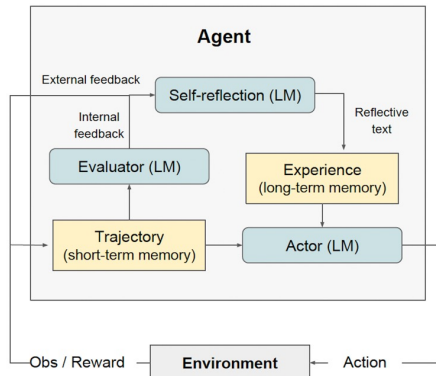 Agent
External feedback
Self-reflection (LM)
Internal
feedback
Reflective
text
Evaluator (LM)
Experience
(long-term memory)
Trajectory
(short-term memory)
Actor (LM)
Obs / Reward
Environment
Action